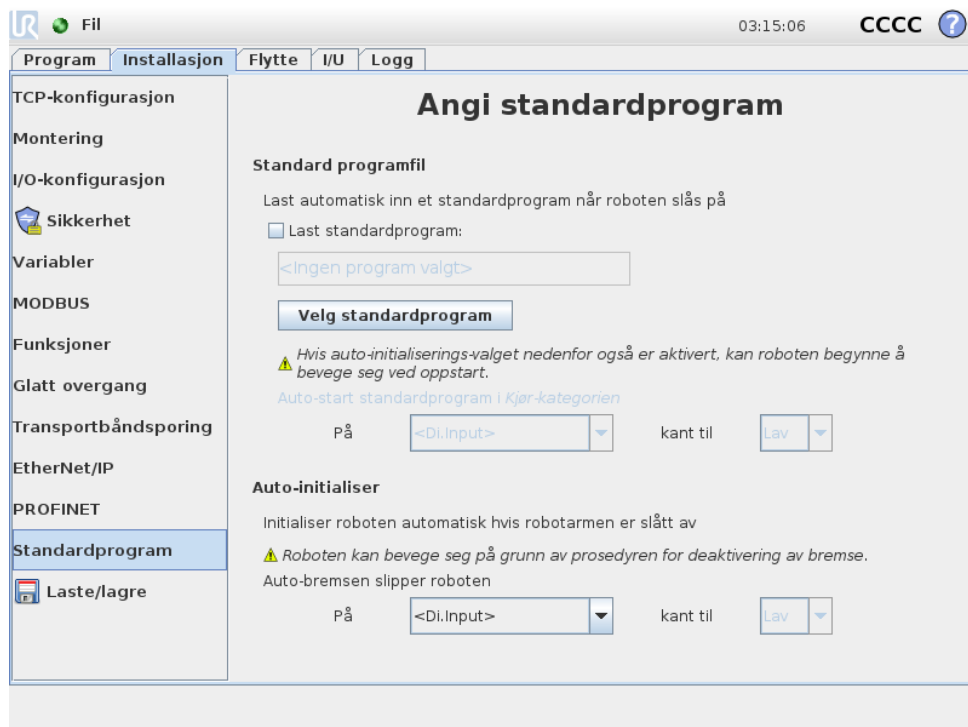 Fil
03:15:06
CCCC
?
Program
Installasjon
Flytte
I/U
Logg
TCP-konfigurasjon
Montering
I/O-konfigurasjon
Sikkerhet
Variabler
MODBUS
Funksjoner
Glatt overgang
Transportbåndsporing
EtherNet/IP
PROFINET
Standardprogram
Laste/lagre
Angi standardprogram
Standard programfil
Last automatisk inn et standardprogram når roboten slås på
Last standardprogram:
<Ingen program valgt>
Velg standardprogram
Hvis auto-initialiserings-valget nedenfor også er aktivert, kan roboten begynne å
bevege seg ved oppstart.
Auto-start standardprogram i Kjør-kategorien
På <Di.Input> kant til Lav
Auto-initialiser
Initialiser roboten automatisk hvis robotarmen er slått av
Roboten kan bevege seg på grunn av prosedyren for deaktivering av bremse.
Auto-bremsen slipper roboten
På <Di.Input> kant til Lav